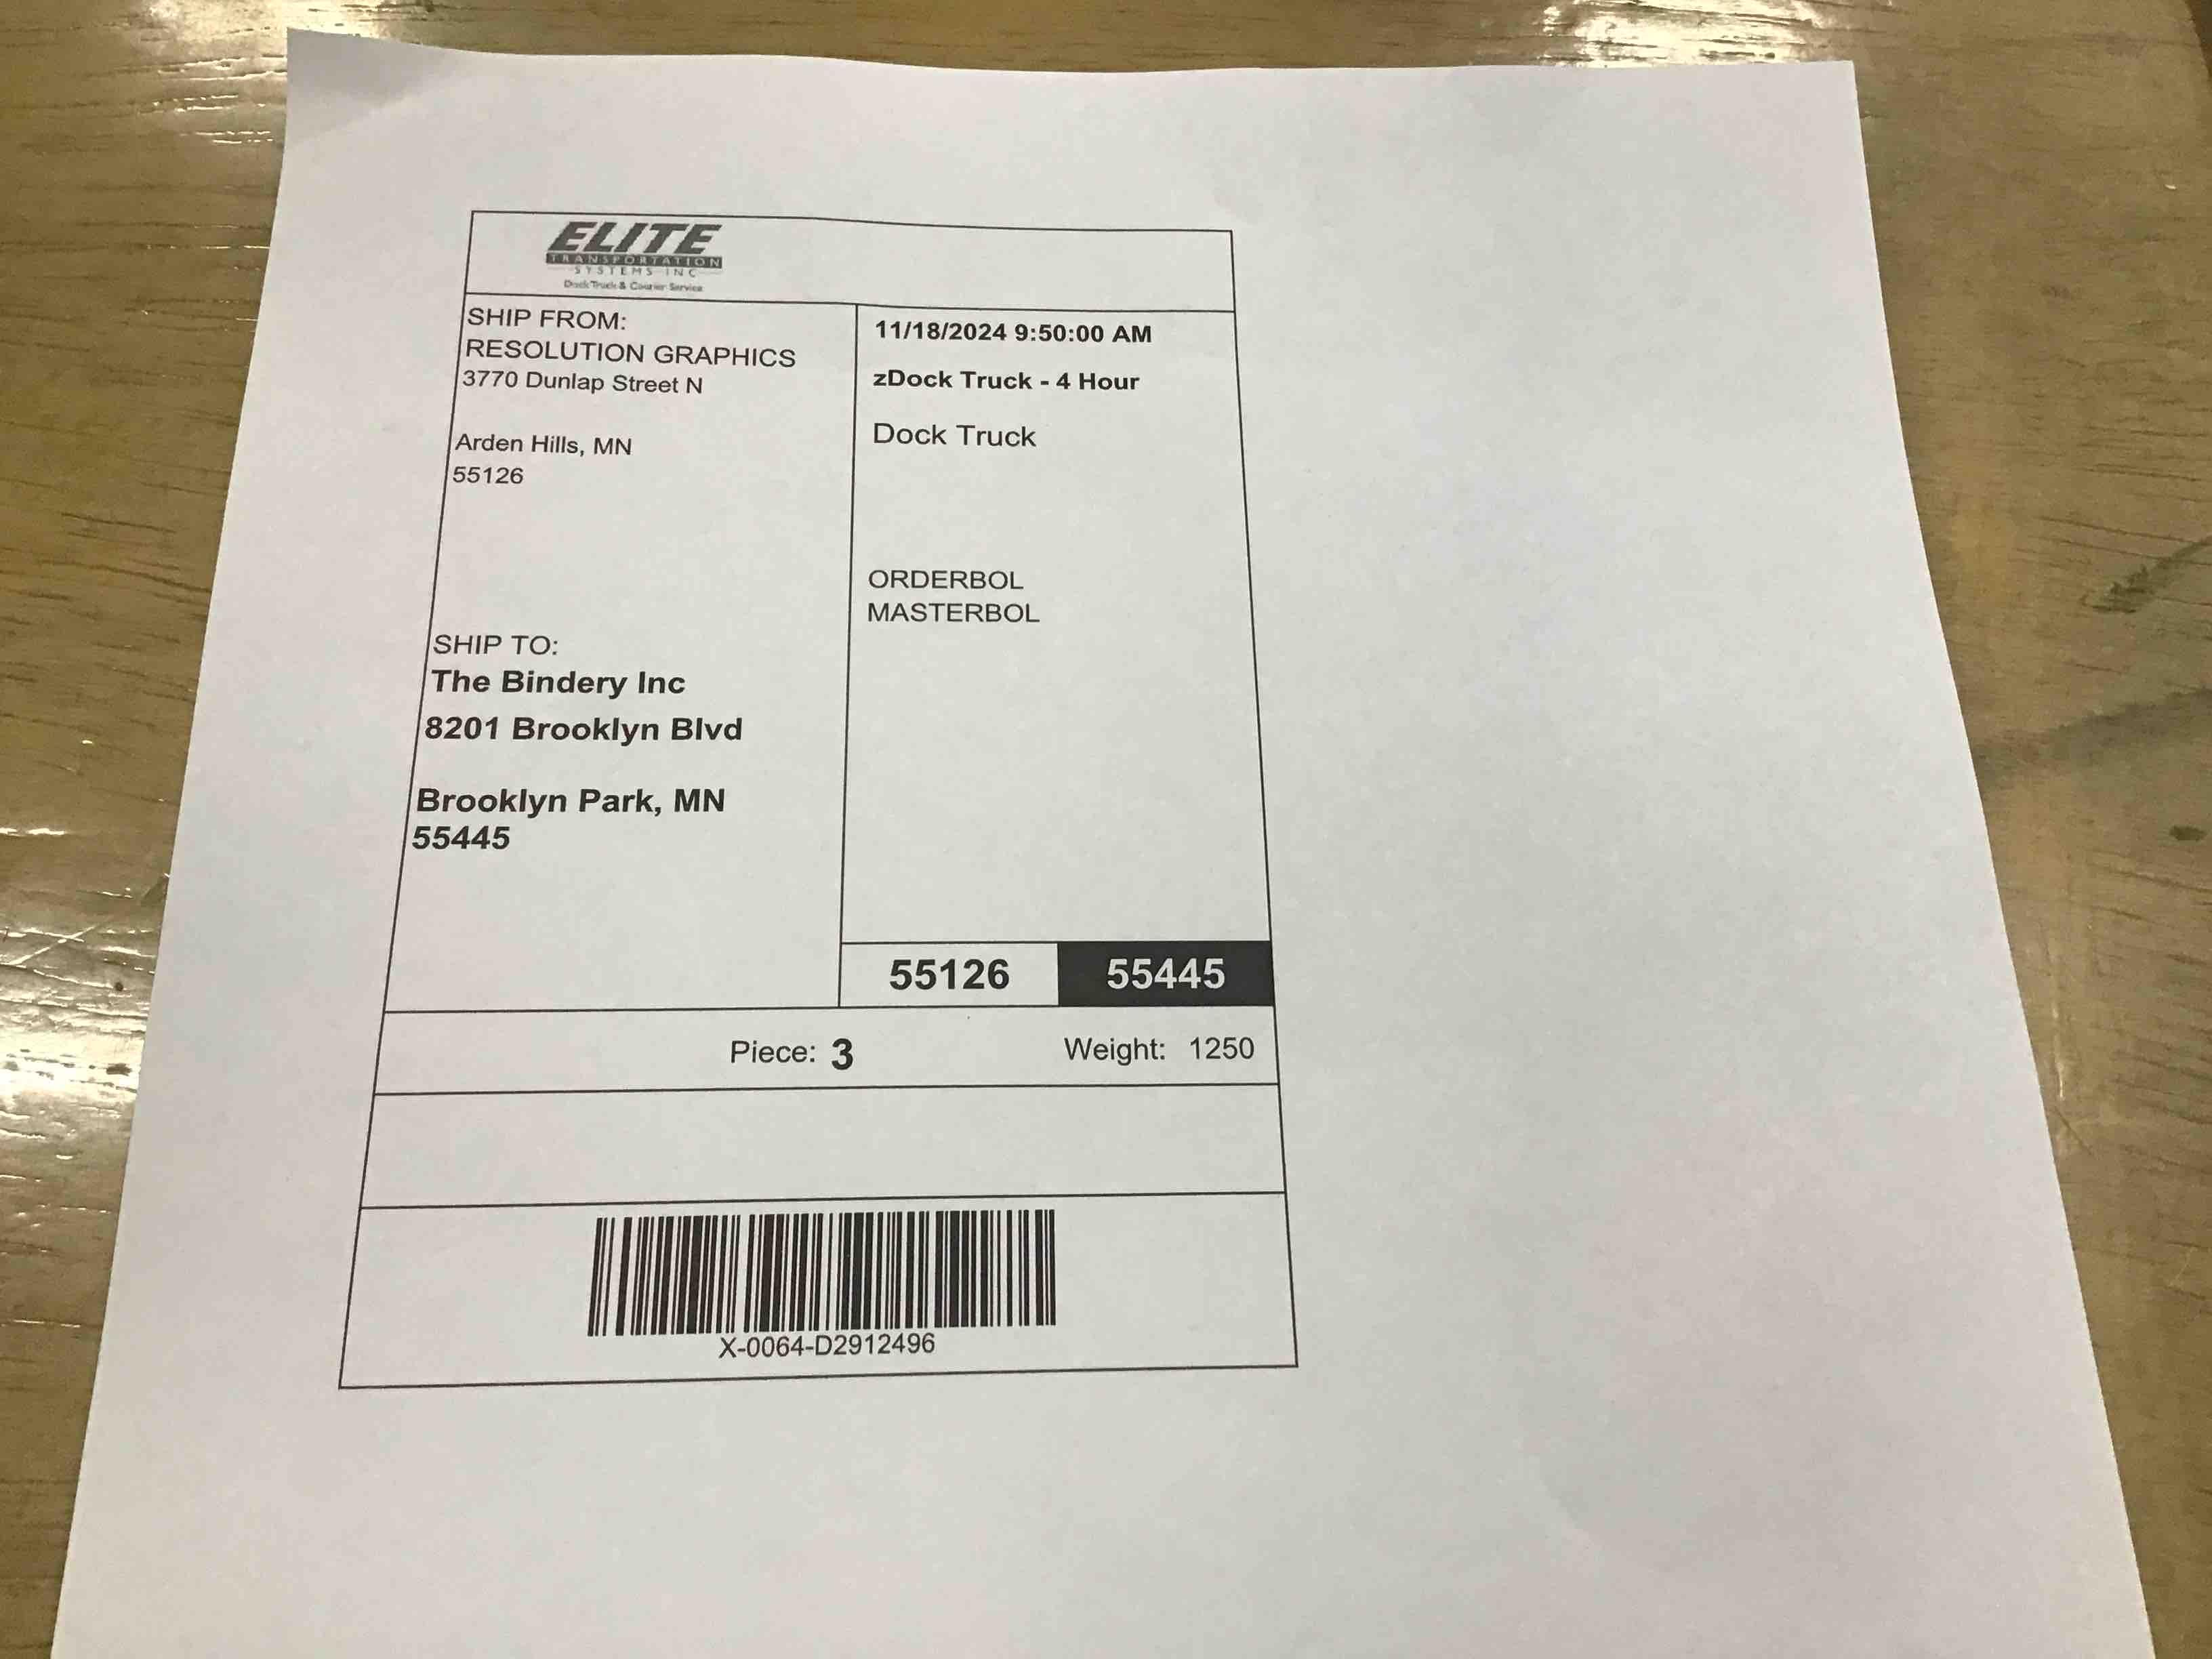 ELITE
TRANSPORTATION
SYSTEMS INC
Dock Truck & Courier Service
SHIP FROM:
RESOLUTION GRAPHICS
3770 Dunlap Street N
Arden Hills, MN
55126
SHIP TO:
The Bindery Inc
8201 Brooklyn Blvd
Brooklyn Park, MN
55445
11/18/2024 9:50:00 AM
zDock Truck - 4 Hour
Dock Truck
ORDERBOL
MASTERBOL
55126 55445
Piece: 3 Weight: 1250
X-0064-D2912496